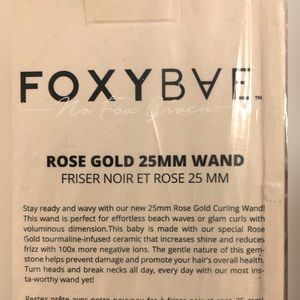 FOXYBAE™
No Fox Given
ROSE GOLD 25MM WAND
FRISER NOIR ET ROSE 25 MM
Stay ready and wavy with our new 25mm Rose Gold Curling Wand!
This wand is perfect for effortless beach waves or glam curls with
voluminous dimension.This baby is made with our special Rose
Gold tourmaline-infused ceramic that increases shine and reduces
frizz with 100x more negative ions. The gentle nature of this gem-
stone helps prevent damage and promote your hair's overall health.
Turn heads and break necks all day, every day with our most ins-
ta-worthy wand yet!